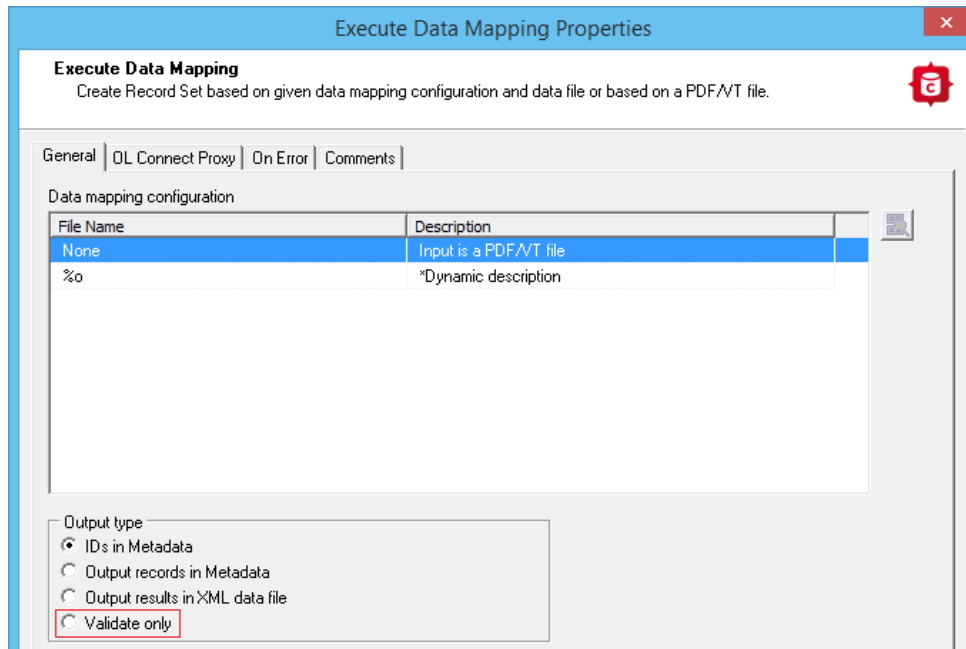 Execute Data Mapping Properties
Execute Data Mapping
Create Record Set based on given data mapping configuration and data file or based on a PDF/VT file.
General OL Connect Proxy On Error Comments
Data mapping configuration
File Name Description
None Input is a PDF/VT file
%o *Dynamic description
Output type
IDs in Metadata
Output records in Metadata
Output results in XML data file
Validate only